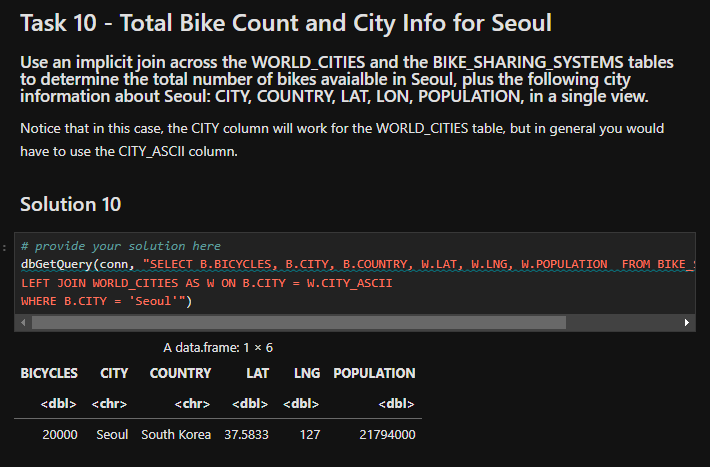 Task 10 - Total Bike Count and City Info for Seoul
Use an implicit join across the WORLD_CITIES and the BIKE_SHARING_SYSTEMS tables
to determine the total number of bikes avaialble in Seoul, plus the following city
information about Seoul: CITY, COUNTRY, LAT, LON, POPULATION, in a single view.
Notice that in this case, the CITY column will work for the WORLD_CITIES table, but in general you would
have to use the CITY_ASCII column.
Solution 10
:
# provide your solution here
dbGetQuery(conn, "SELECT B.BICYCLES, B.CITY, B.COUNTRY, W.LAT, W.LNG, W.POPULATION  FROM BIKE_
LEFT JOIN WORLD_CITIES AS W ON B.CITY = W.CITY_ASCII
WHERE B.CITY = 'Seoul'")
A data.frame: 1 × 6
BICYCLES CITY COUNTRY LAT LNG POPULATION
<dbl> <chr> <chr> <dbl> <dbl> <dbl>
20000 Seoul South Korea 37.5833 127 21794000